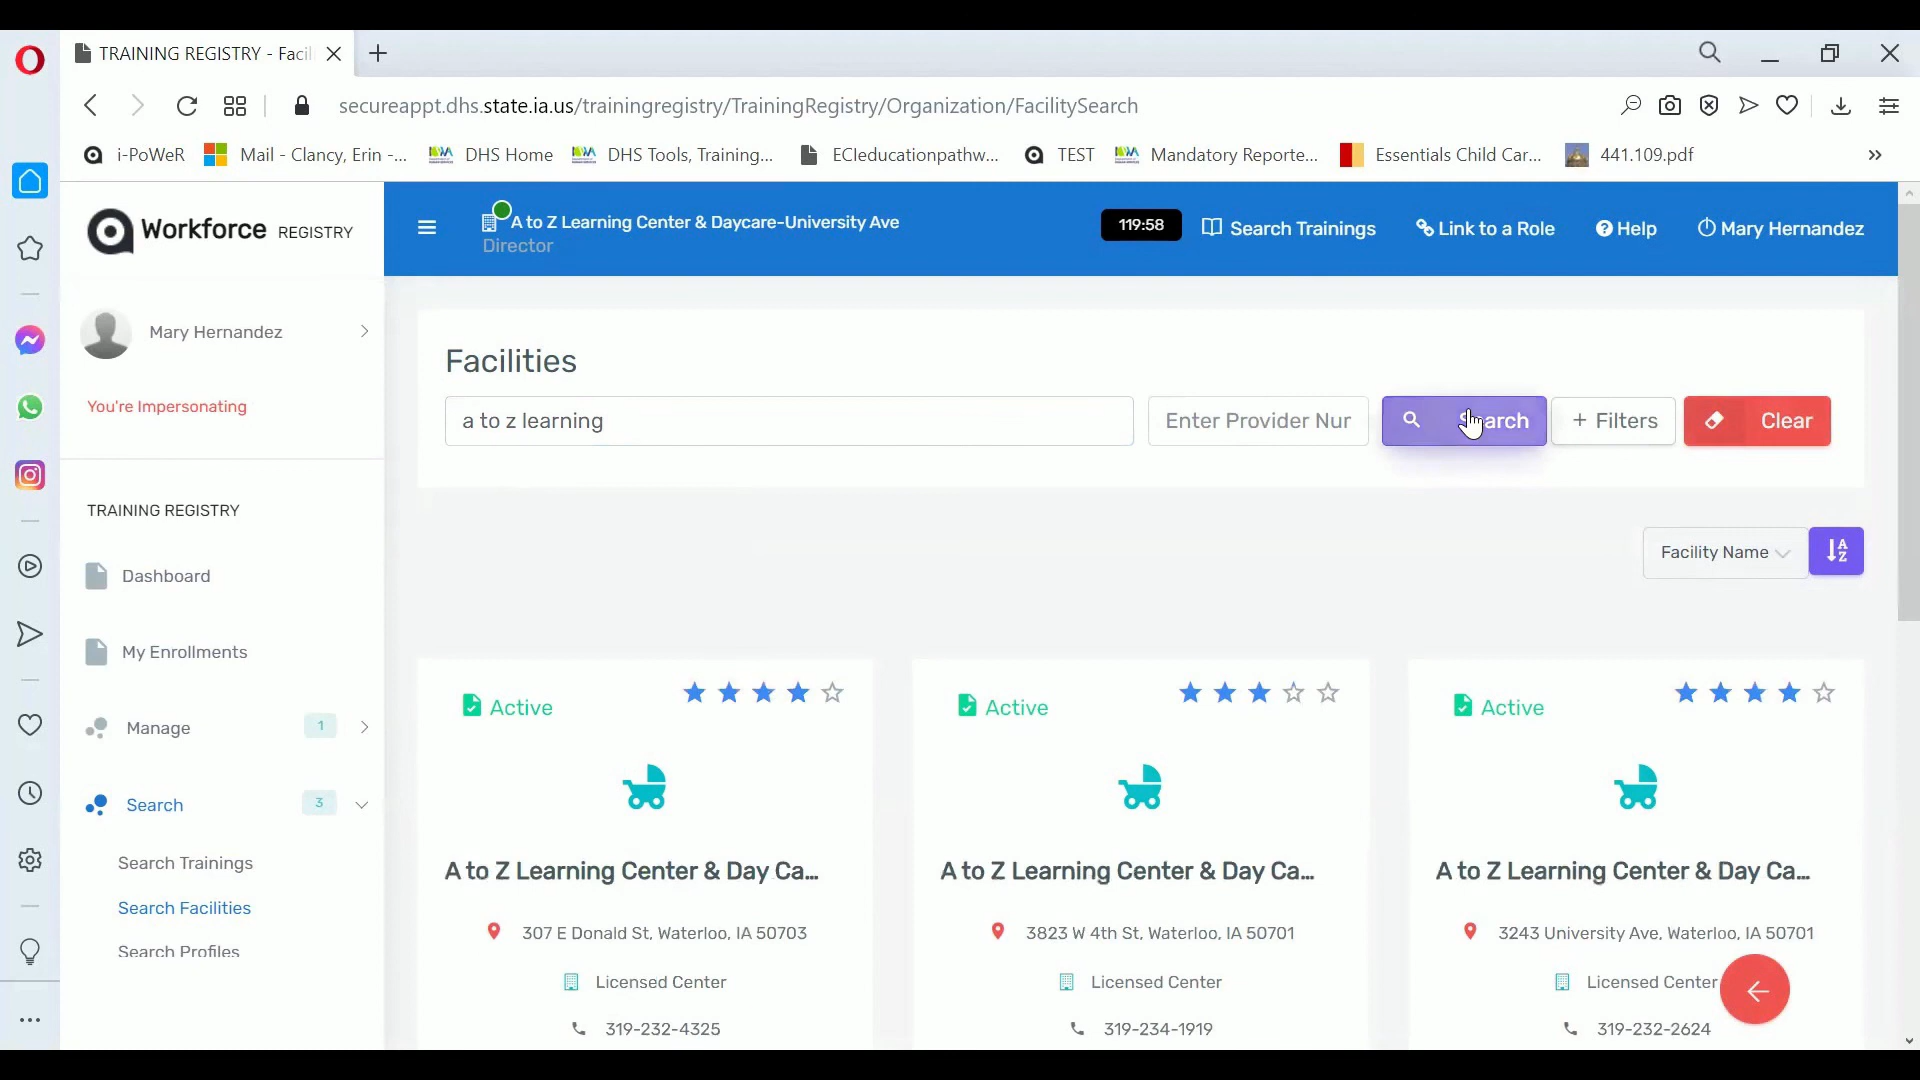 TRAINING REGISTRY - Facil
secureappt.dhs.state.ia.us/trainingregistry/TrainingRegistry/Organization/FacilitySearch
i-PoWeR
Mail - Clancy, Erin -...
DHS Home
DHS Tools, Training...
ECIeducationpathw...
TEST
Mandatory Reporte...
Essentials Child Car...
441.109.pdf
Workforce REGISTRY
A to Z Learning Center & Daycare-University Ave
Director
119:58
Search Trainings
Link to a Role
Help
Mary Hernandez
Mary Hernandez
You're Impersonating
TRAINING REGISTRY
Dashboard
My Enrollments
Manage 1
Search 3
Search Trainings
Search Facilities
Search Profiles
Facilities
a to z learning
Enter Provider Nur
Search
+ Filters
Clear
Facility Name
A Z
Active
A to Z Learning Center & Day Ca...
307 E Donald St, Waterloo, IA 50703
Licensed Center
319-232-4325
Active
A to Z Learning Center & Day Ca...
3823 W 4th St, Waterloo, IA 50701
Licensed Center
319-234-1919
Active
A to Z Learning Center & Day Ca...
3243 University Ave, Waterloo, IA 50701
Licensed Center
319-232-2624